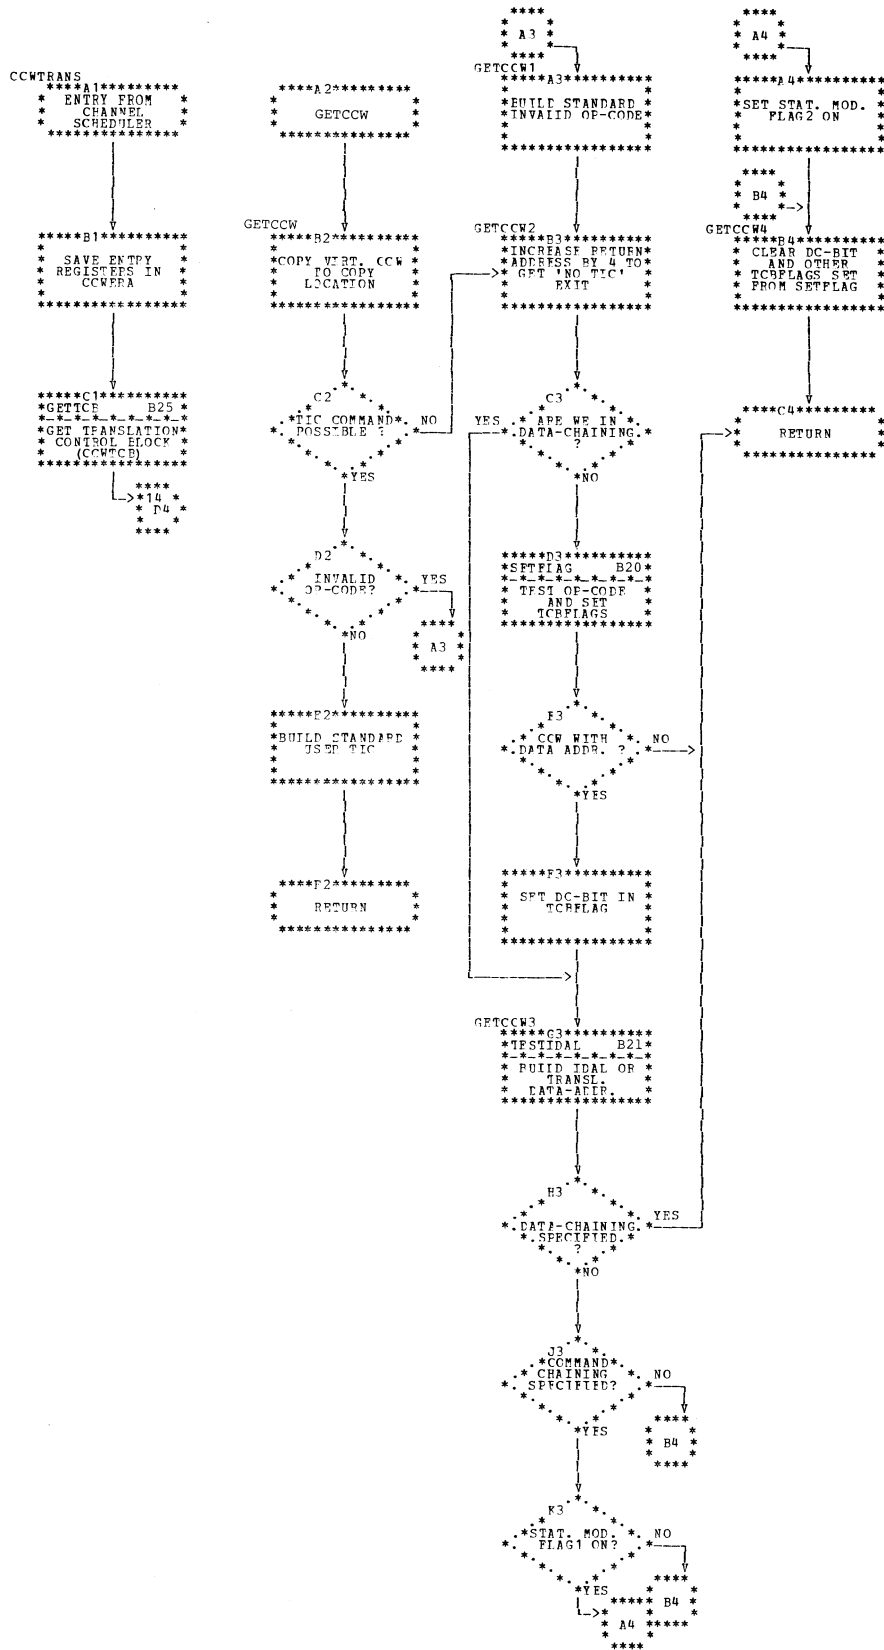 CCWTRANS
A1
ENTRY FROM
CHANNEL
SCHEDULER
B1
SAVE ENTRY
REGISTERS IN
CCWERA
C1
GETTCB B25
GET TRANSLATION
CONTROL BLOCK
(CCWTCB)
14
D4
A2
GETCCW
GETCCW
B2
COPY VIRT. CCW
TO COPY
LOCATION
C2
TIC COMMAND
POSSIBLE ?
NO
YES
D2
INVALID
OP-CODE?
YES
A3
NO
E2
BUILD STANDARD
USER TIC
F2
RETURN
A3
GETCCW1
A3
BUILD STANDARD
INVALID OP-CODE
GETCCW2
B3
INCREASE RETURN
ADDRESS BY 4 TO
GET 'NO TIC'
EXIT
C3
YES
ARE WE IN
DATA-CHAINING
?
NO
D3
SETFLAG B20
TEST OP-CODE
AND SET
TCBFLAGS
E3
CCW WITH
DATA ADDR. ?
NO
YES
F3
SET DC-BIT IN
TCBFLAG
GETCCW3
G3
TESTIDAL B21
BUILD IDAL OR
TRANSL.
DATA-ADDR.
H3
DATA-CHAINING
SPECIFIED.
?
YES
NO
J3
COMMAND
CHAINING
SPECIFIED?
NO
B4
YES
K3
STAT. MOD.
FLAG1 ON?
NO
B4
YES
A4
A4
A4
SET STAT. MOD.
FLAG2 ON
B4
GETCCW4
B4
CLEAR DC-BIT
AND OTHER
TCBFLAGS SET
FROM SETFLAG
C4
RETURN